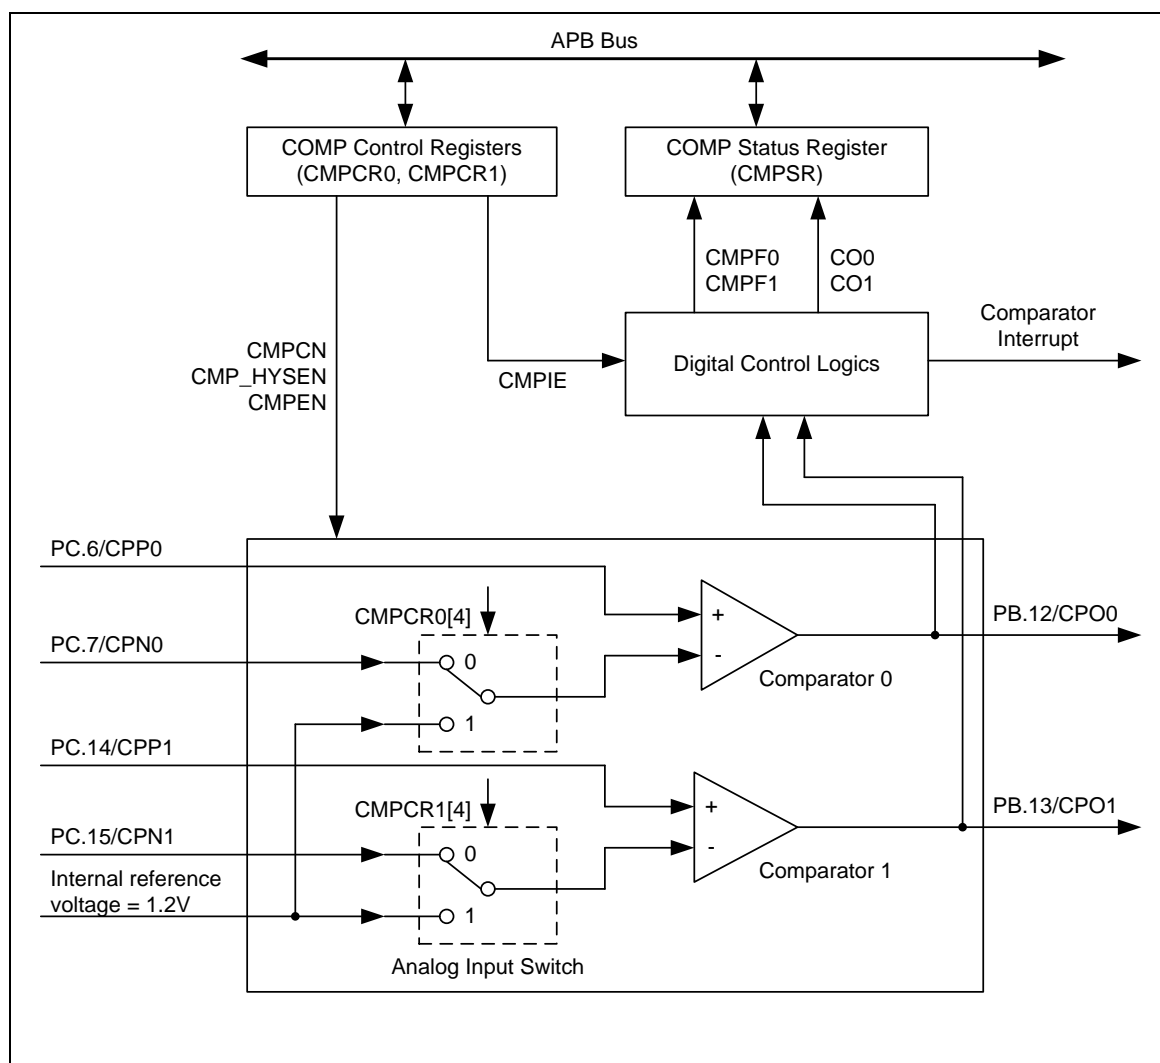 APB Bus
COMP Control Registers
(CMPCR0, CMPCR1)
COMP Status Register
(CMPSR)
CMPF0
CMPF1
CO0
CO1
Comparator
Interrupt
CMPCN
CMP_HYSEN
CMPEN
CMPIE
Digital Control Logics
PC.6/CPP0
CMPCR0[4]
PC.7/CPN0
0
1
+
-
Comparator 0
PB.12/CPO0
PC.14/CPP1
CMPCR1[4]
PC.15/CPN1
0
1
+
-
Comparator 1
PB.13/CPO1
Internal reference
voltage = 1.2V
Analog Input Switch